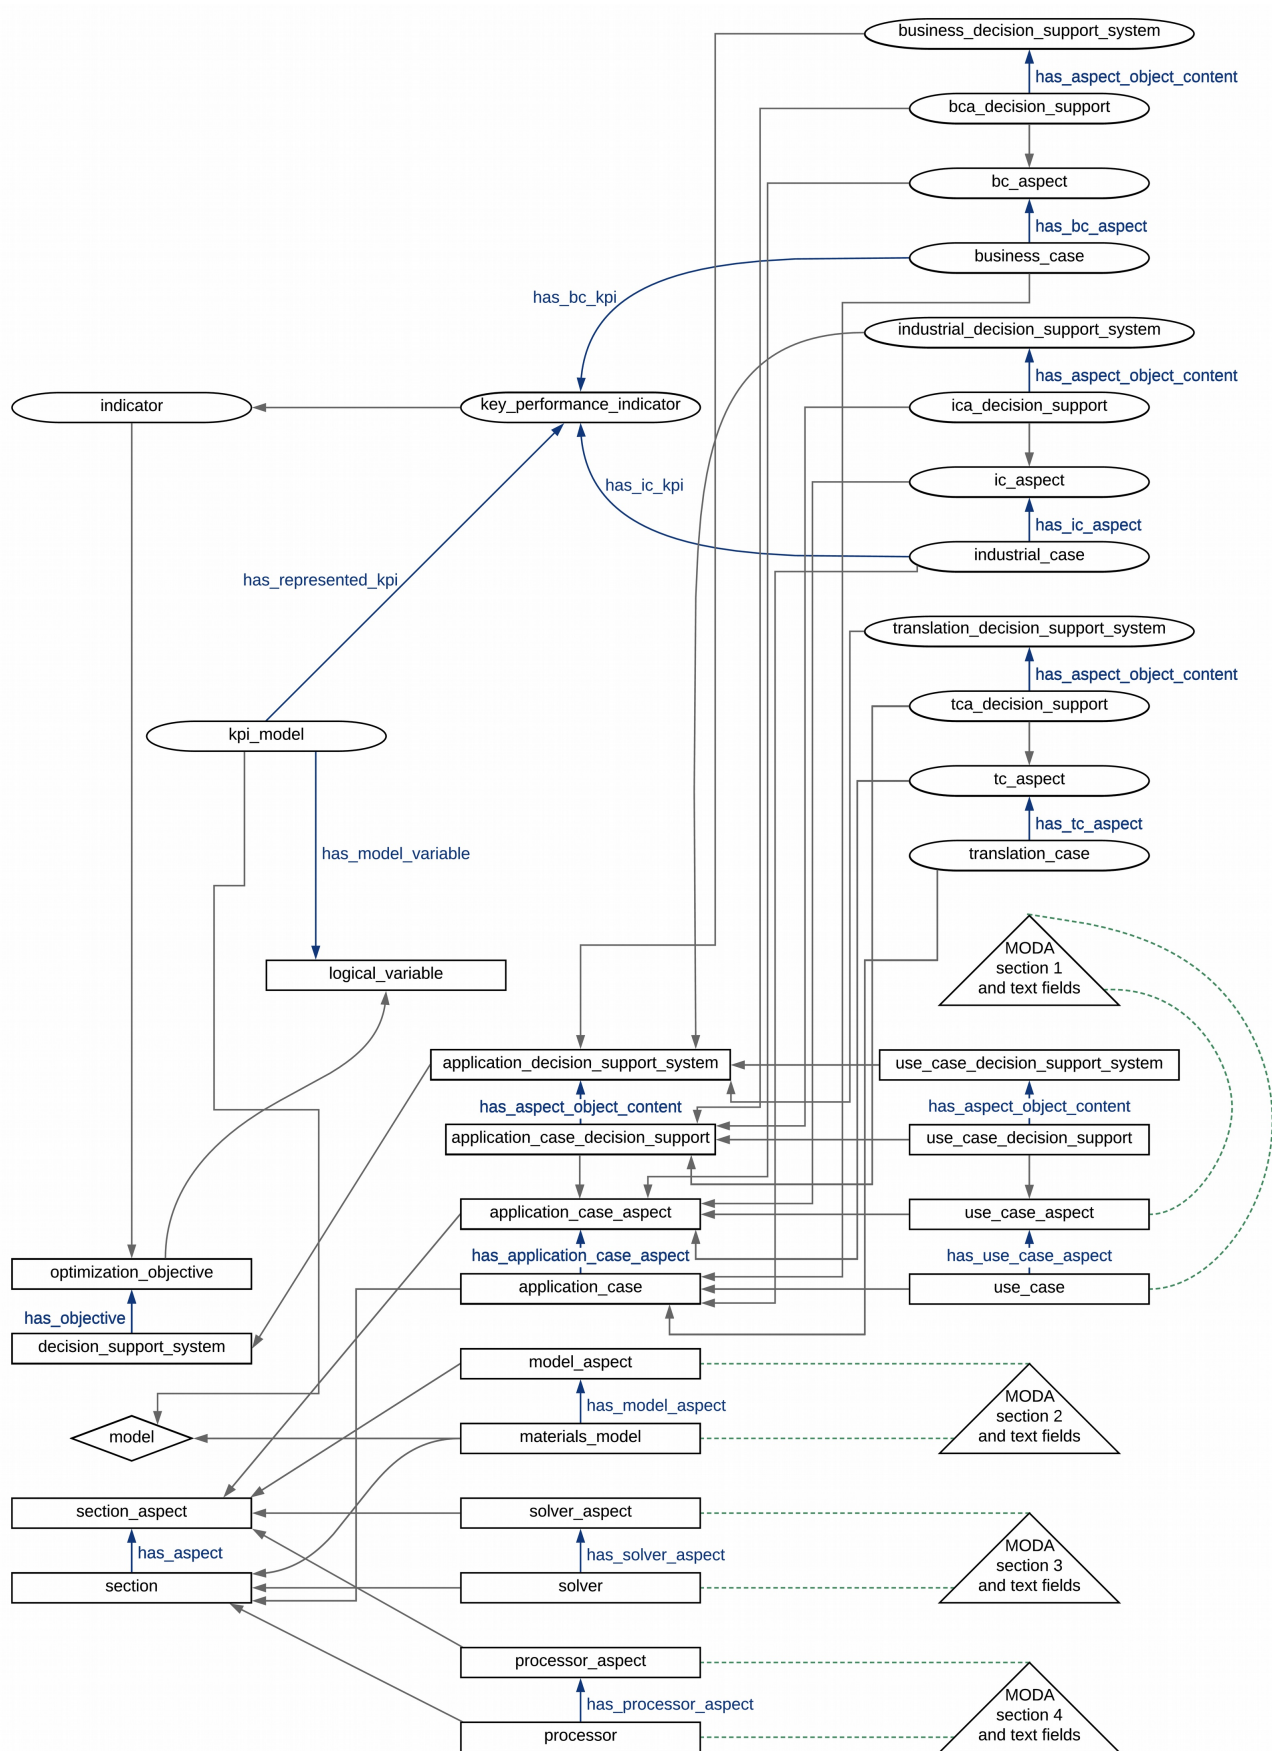 business_decision_support_system
has_aspect_object_content
bca_decision_support
bc_aspect
has_bc_aspect
business_case
has_bc_kpi
industrial_decision_support_system
has_aspect_object_content
indicator
key_performance_indicator
ica_decision_support
ic_aspect
has_ic_kpi
has_ic_aspect
industrial_case
has_represented_kpi
translation_decision_support_system
has_aspect_object_content
tca_decision_support
kpi_model
tc_aspect
has_tc_aspect
has_model_variable
translation_case
MODA
section 1
and text fields
logical_variable
application_decision_support_system
use_case_decision_support_system
has_aspect_object_content
has_aspect_object_content
application_case_decision_support
use_case_decision_support
application_case_aspect
use_case_aspect
has_application_case_aspect
has_use_case_aspect
optimization_objective
application_case
use_case
has_objective
decision_support_system
model_aspect
MODA
section 2
and text fields
has_model_aspect
model
materials_model
section_aspect
solver_aspect
MODA
section 3
and text fields
has_aspect
has_solver_aspect
section
solver
processor_aspect
MODA
section 4
and text fields
has_processor_aspect
processor